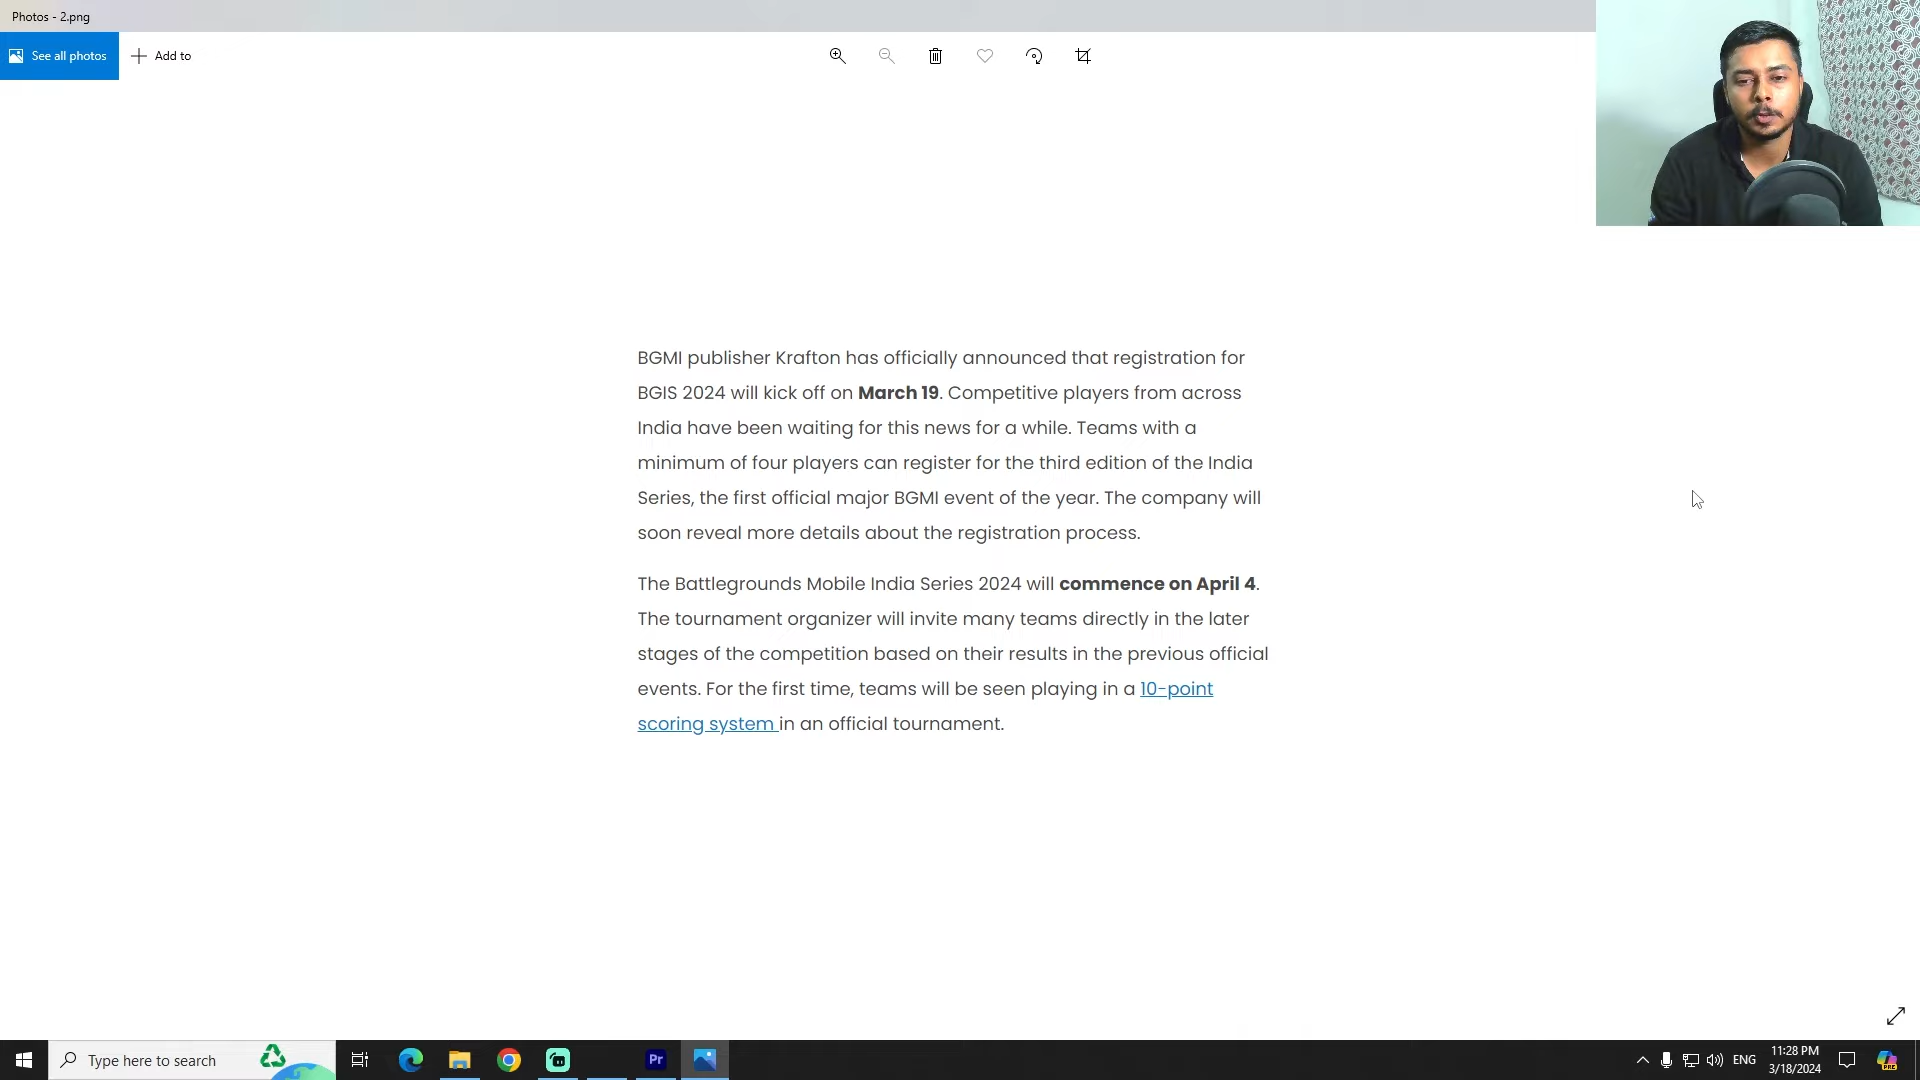 Photos - 2.png
See all photos
Add to
BGMI publisher Krafton has officially announced that registration for
BGIS 2024 will kick off on March 19. Competitive players from across
India have been waiting for this news for a while. Teams with a
minimum of four players can register for the third edition of the India
Series, the first official major BGMI event of the year. The company will
soon reveal more details about the registration process.
The Battlegrounds Mobile India Series 2024 will commence on April 4.
The tournament organizer will invite many teams directly in the later
stages of the competition based on their results in the previous official
events. For the first time, teams will be seen playing in a 10-point
scoring system in an official tournament.
Type here to search
Pr
ENG
11:28 PM
3/18/2024
PRE